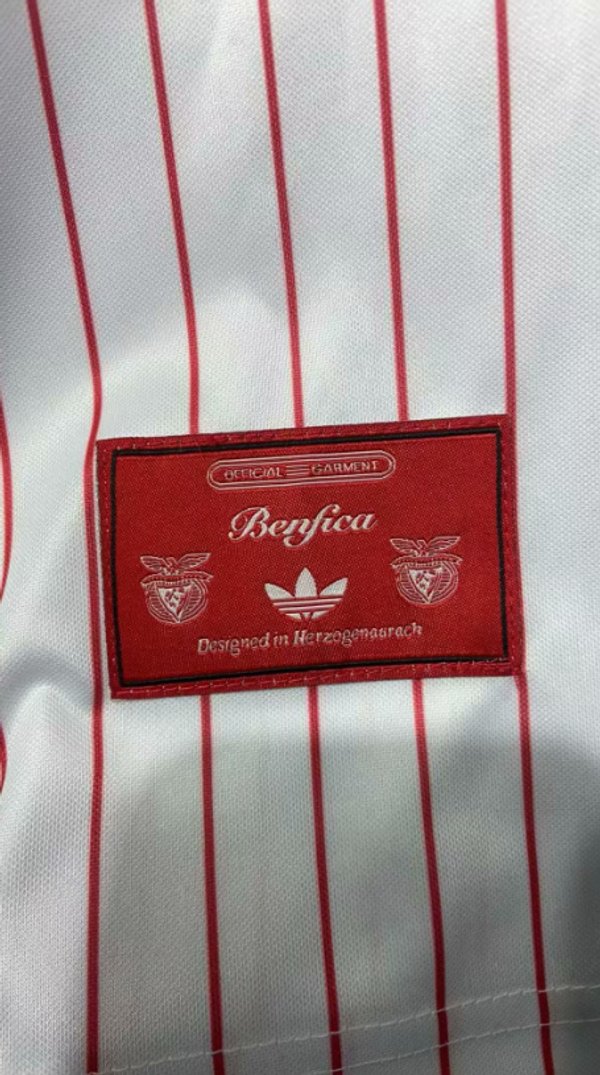 OFFICIAL GARMENT
Benfica
Designed in Herzogenaurach